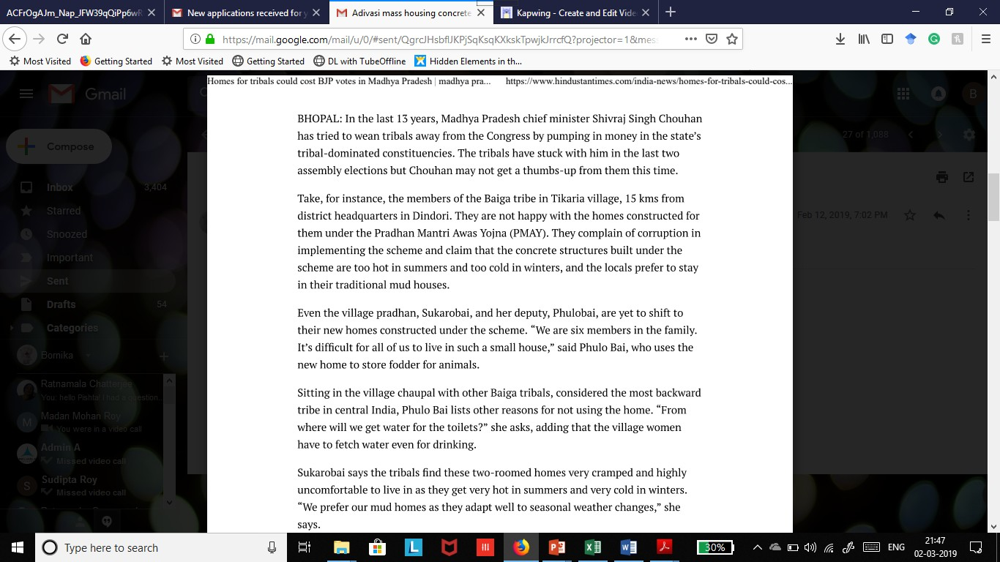 ACFrOgAJm_Nap_JFW39qQiPp6wR
New applications received for y
Adivasi mass housing concrete
Kapwing - Create and Edit Vide
https://mail.google.com/mail/u/0/#sent/QgrcJHsbflJKPjSqKsqKXkskTpwjkJrrcfQ?projector=1&mes
Most Visited
Getting Started
Most Visited
Getting Started
DL with TubeOffline
Hidden Elements in th...
Homes for tribals could cost BJP votes in Madhya Pradesh | madhya pra...
https://www.hindustantimes.com/india-news/homes-for-tribals-could-cos...
Gmail
B
Compose
27 of 1,088
Inbox 3,404
Starred
Snoozed
Important
Sent
Drafts 54
Categories
Feb 12, 2019, 7:02 PM
BHOPAL: In the last 13 years, Madhya Pradesh chief minister Shivraj Singh Chouhan
has tried to wean tribals away from the Congress by pumping in money in the state’s
tribal-dominated constituencies. The tribals have stuck with him in the last two
assembly elections but Chouhan may not get a thumbs-up from them this time.
Take, for instance, the members of the Baiga tribe in Tikaria village, 15 kms from
district headquarters in Dindori. They are not happy with the homes constructed for
them under the Pradhan Mantri Awas Yojna (PMAY). They complain of corruption in
implementing the scheme and claim that the concrete structures built under the
scheme are too hot in summers and too cold in winters, and the locals prefer to stay
in their traditional mud houses.
Even the village pradhan, Sukarobai, and her deputy, Phulobai, are yet to shift to
their new homes constructed under the scheme. “We are six members in the family.
It’s difficult for all of us to live in such a small house,” said Phulo Bai, who uses the
new home to store fodder for animals.
Sitting in the village chaupal with other Baiga tribals, considered the most backward
tribe in central India, Phulo Bai lists other reasons for not using the home. “From
where will we get water for the toilets?” she asks, adding that the village women
have to fetch water even for drinking.
Sukarobai says the tribals find these two-roomed homes very cramped and highly
uncomfortable to live in as they get very hot in summers and very cold in winters.
“We prefer our mud homes as they adapt well to seasonal weather changes,” she
says.
Bornika
Ratnamala Chatterjee
You: hello Pishta! I had a question...
M
Madan Mohan Roy
You were in a video call
Admin A
Missed video call
S
Sudipta Roy
Missed video call
Type here to search
L
30%
ENG
21:47
02-03-2019